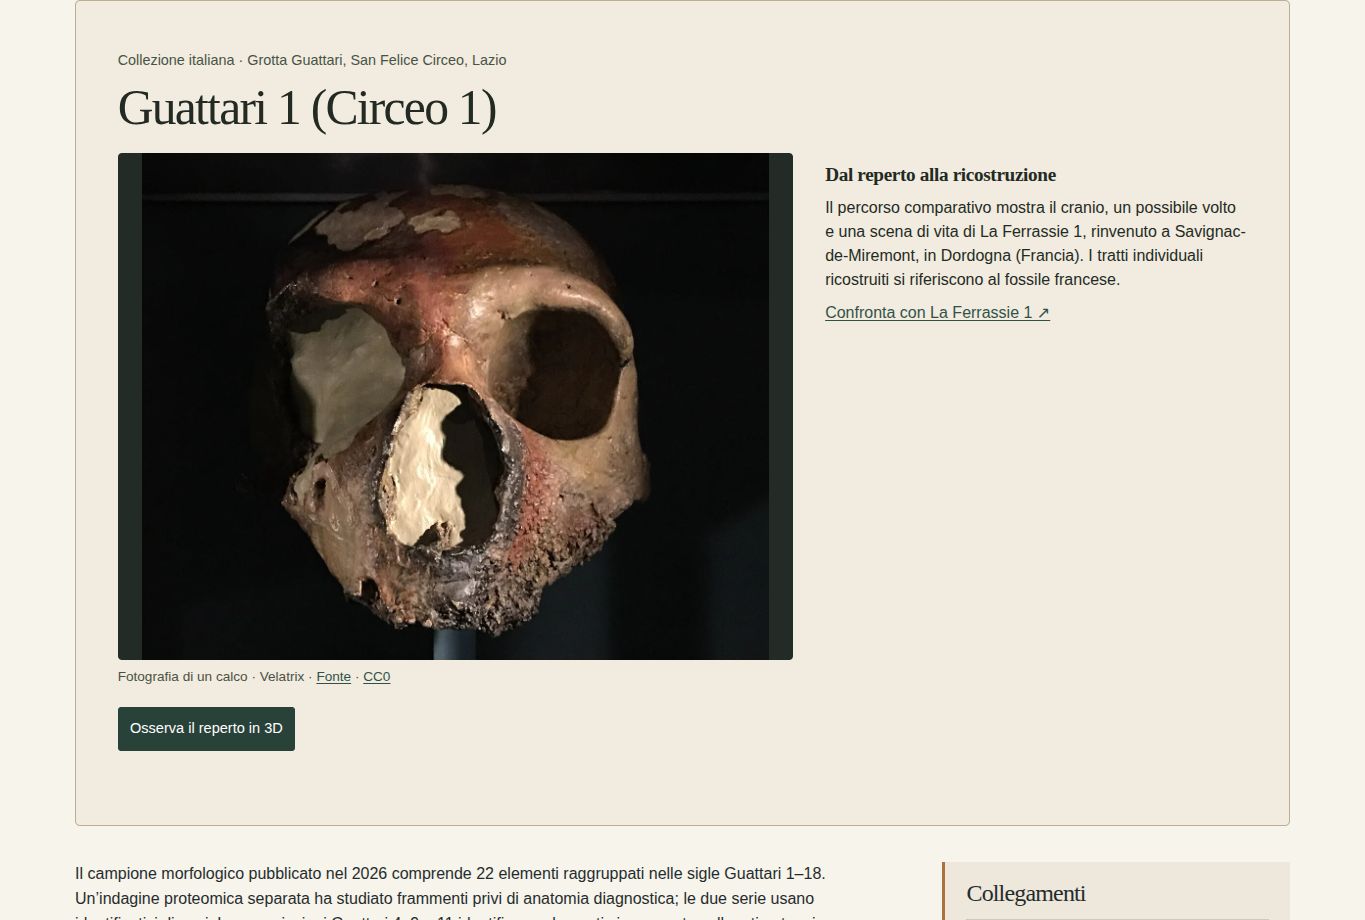 Collezione italiana · Grotta Guattari, San Felice Circeo, Lazio
Guattari 1 (Circeo 1)
Dal reperto alla ricostruzione
Il percorso comparativo mostra il cranio, un possibile volto
e una scena di vita di La Ferrassie 1, rinvenuto a Savignac-
de-Miremont, in Dordogna (Francia). I tratti individuali
ricostruiti si riferiscono al fossile francese.
Confronta con La Ferrassie 1 ↗
Fotografia di un calco · Velatrix · Fonte · CC0
Osserva il reperto in 3D
Il campione morfologico pubblicato nel 2026 comprende 22 elementi raggruppati nelle sigle Guattari 1–18.
Un’indagine proteomica separata ha studiato frammenti privi di anatomia diagnostica; le due serie usano
Collegamenti